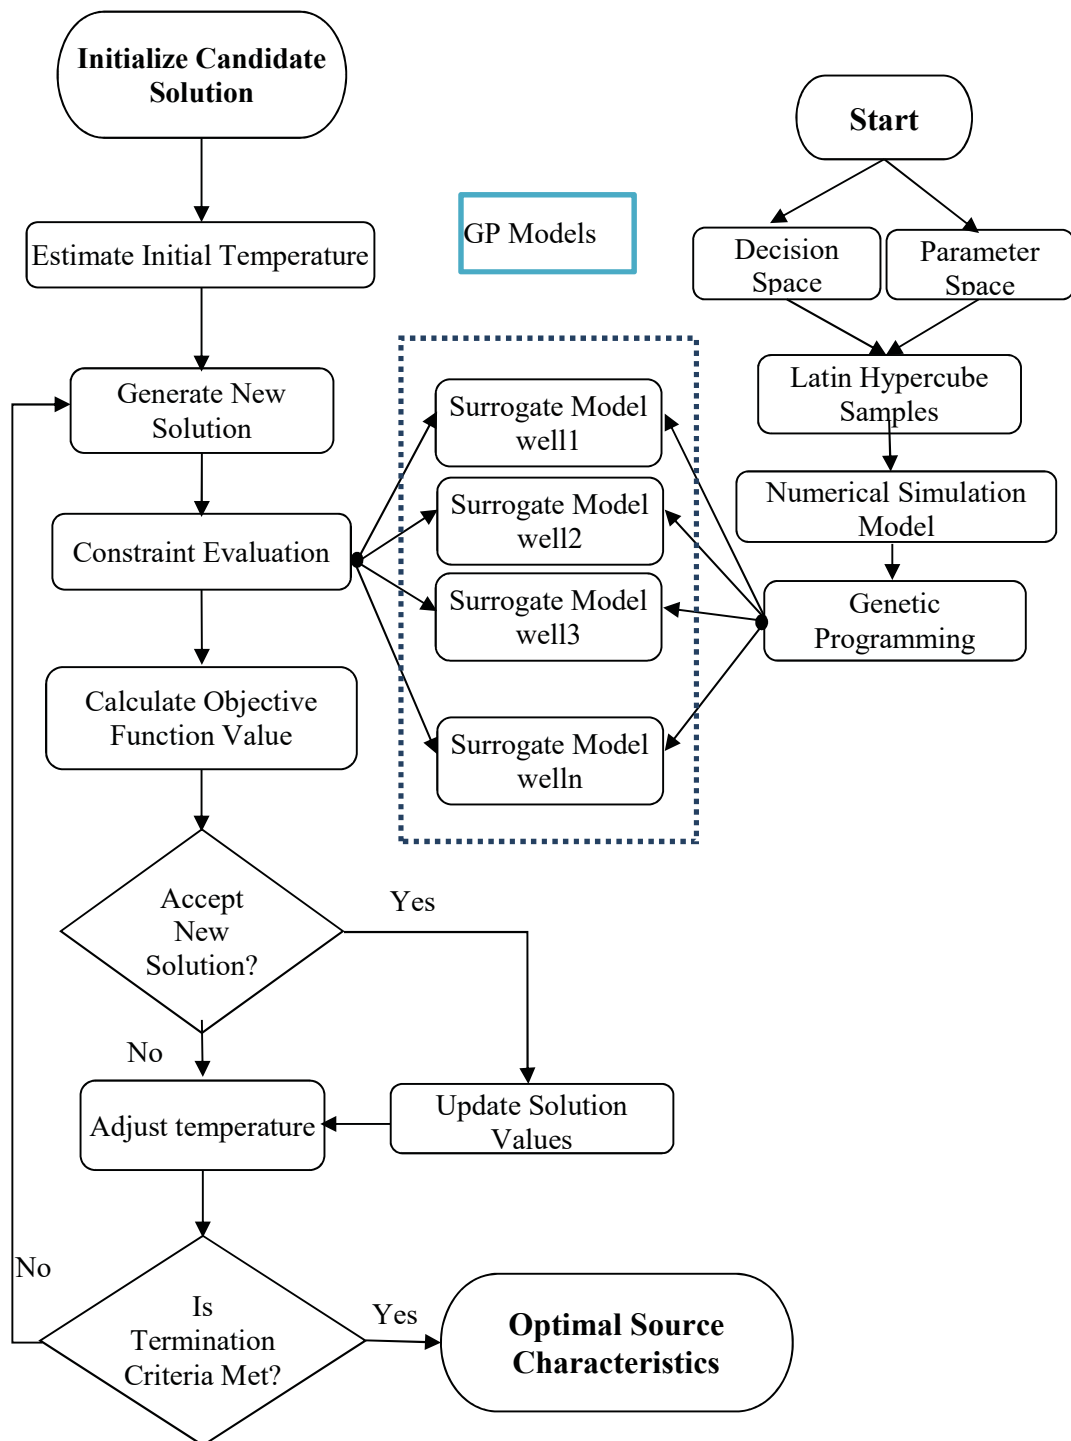 Initialize Candidate
Solution
Estimate Initial Temperature
Generate New
Solution
Constraint Evaluation
Calculate Objective
Function Value
Accept
New
Solution?
Yes
No
Adjust temperature
Update Solution
Values
No
Is
Termination
Criteria Met?
Yes
Optimal Source
Characteristics
GP Models
Surrogate Model
well1
Surrogate Model
well2
Surrogate Model
well3
Surrogate Model
welln
Start
Decision
Space
Parameter
Space
Latin Hypercube
Samples
Numerical Simulation
Model
Genetic
Programming